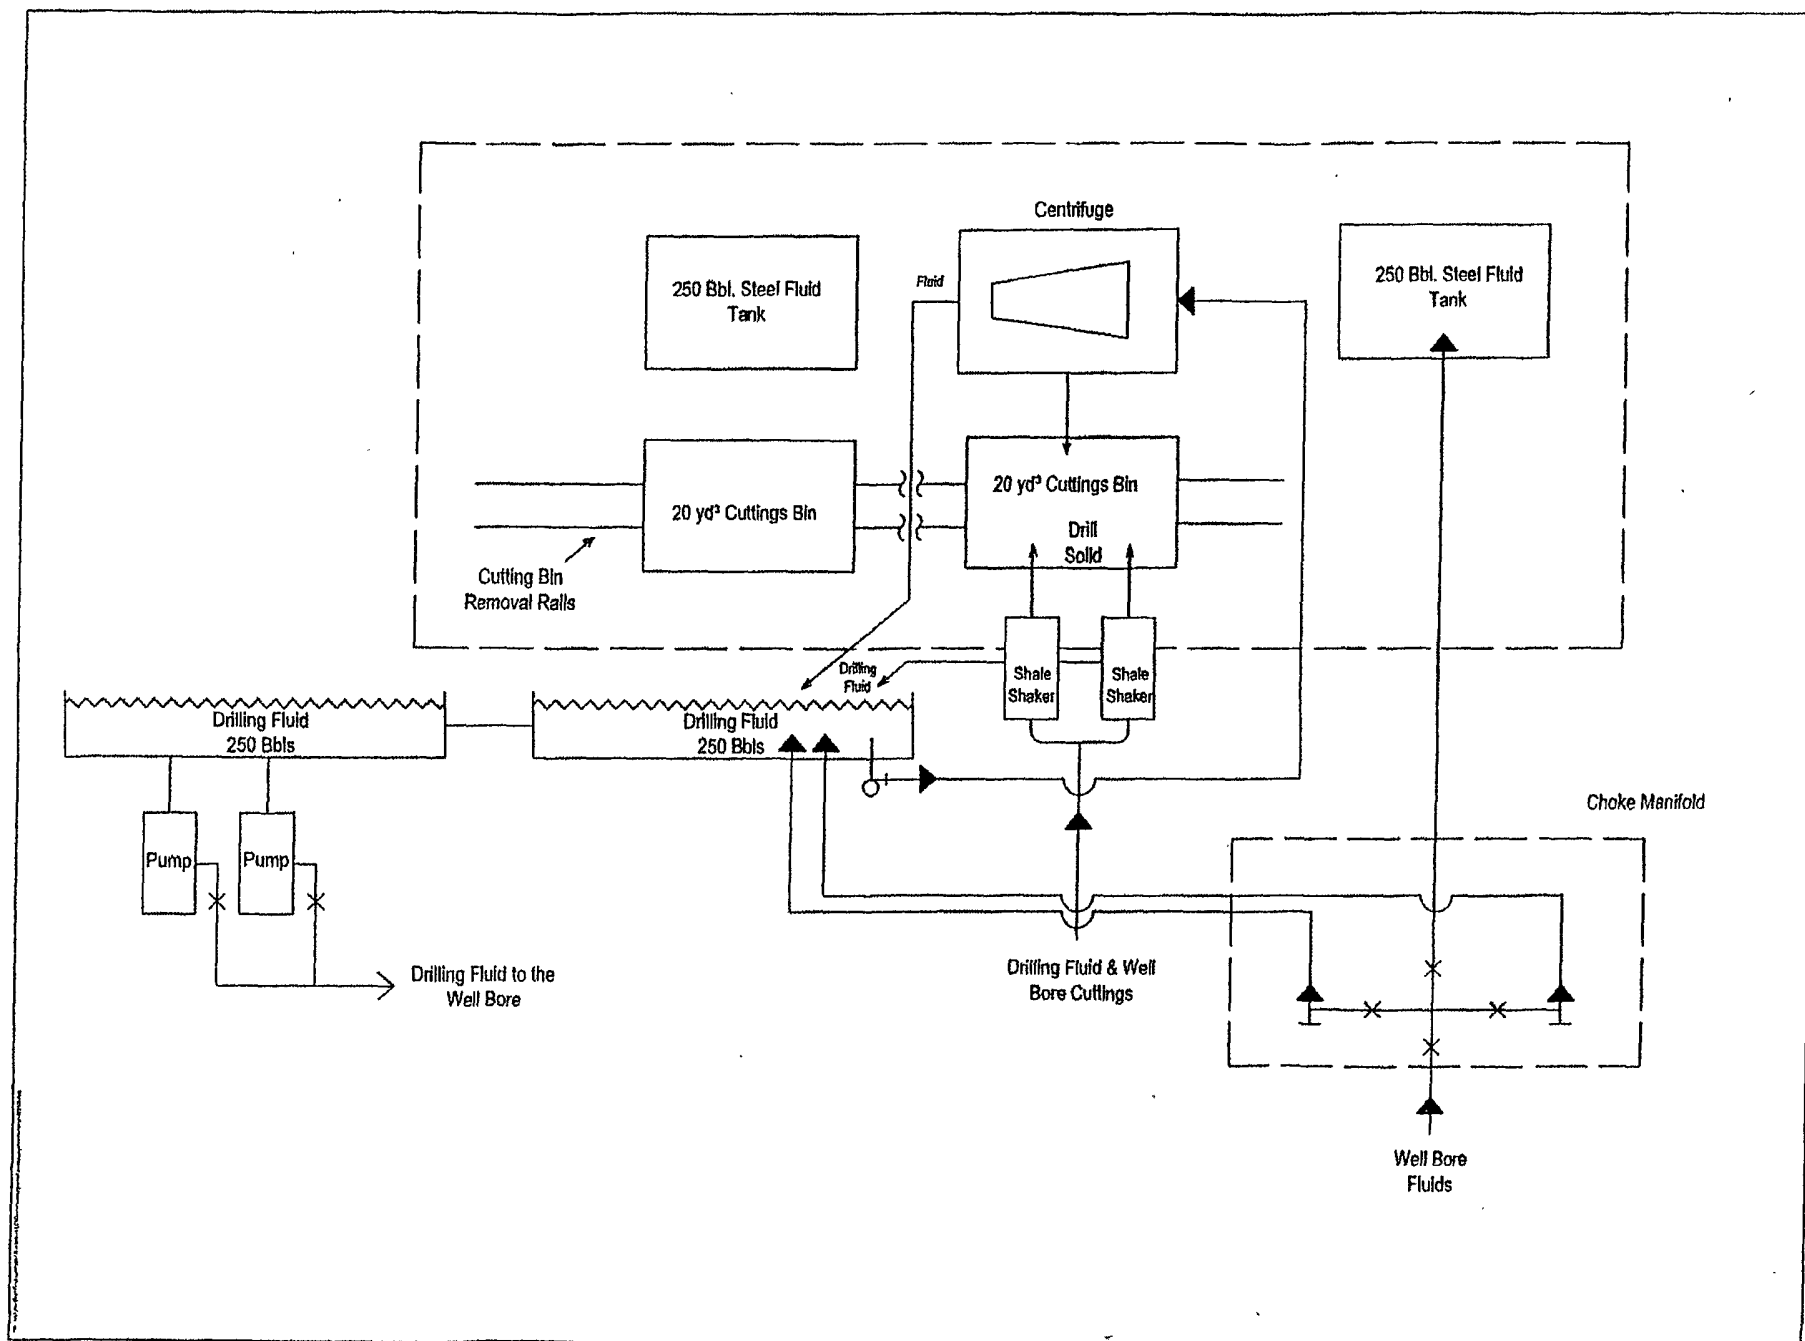 Centrifuge
250 Bbl. Steel Fluid
Tank
Fluid
250 Bbl. Steel Fluid
Tank
20 yd³ Cuttings Bin
20 yd³ Cuttings Bin
Drill
Solid
Cutting Bin
Removal Rails
Shale
Shaker
Shale
Shaker
Drilling
Fluid
Drilling Fluid
250 Bbls
Drilling Fluid
250 Bbls
Choke Manifold
Pump
Pump
Drilling Fluid to the
Well Bore
Drilling Fluid & Well
Bore Cuttings
Well Bore
Fluids